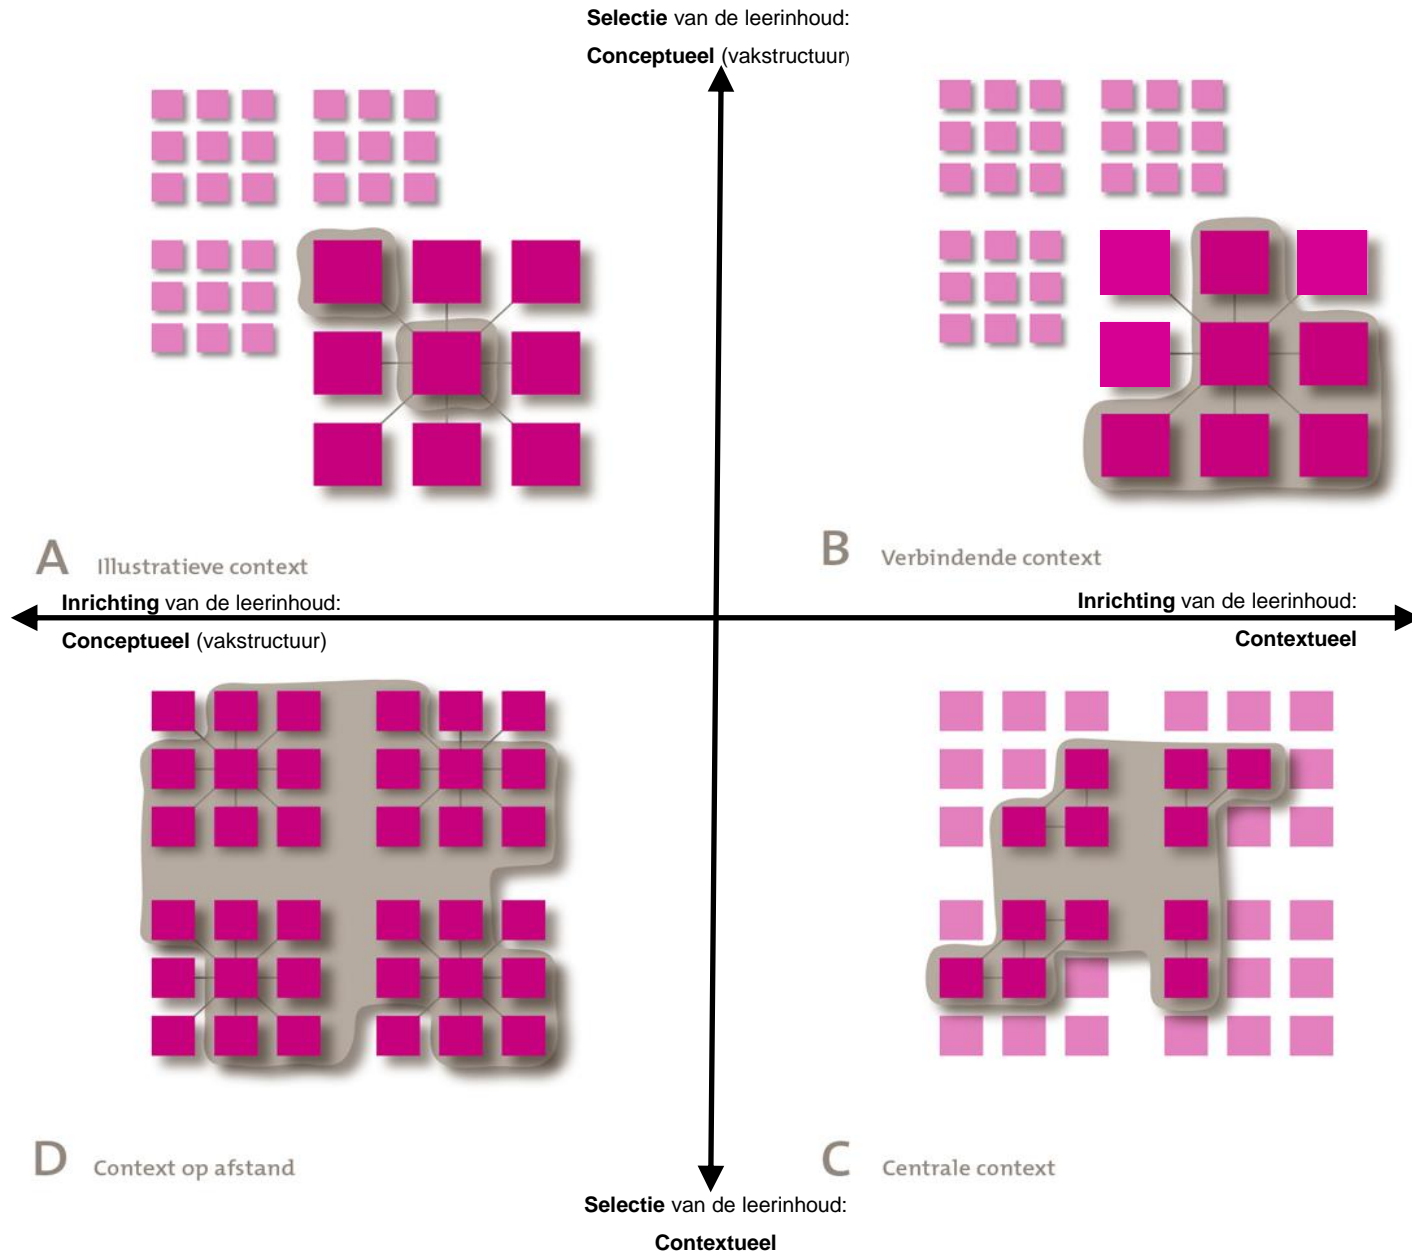 Selectie van de leerinhoud:
Conceptueel (vakstructuur)
A Illustratieve context
B Verbindende context
Inrichting van de leerinhoud:
Conceptueel (vakstructuur)
Inrichting van de leerinhoud:
Contextueel
D Context op afstand
C Centrale context
Selectie van de leerinhoud:
Contextueel